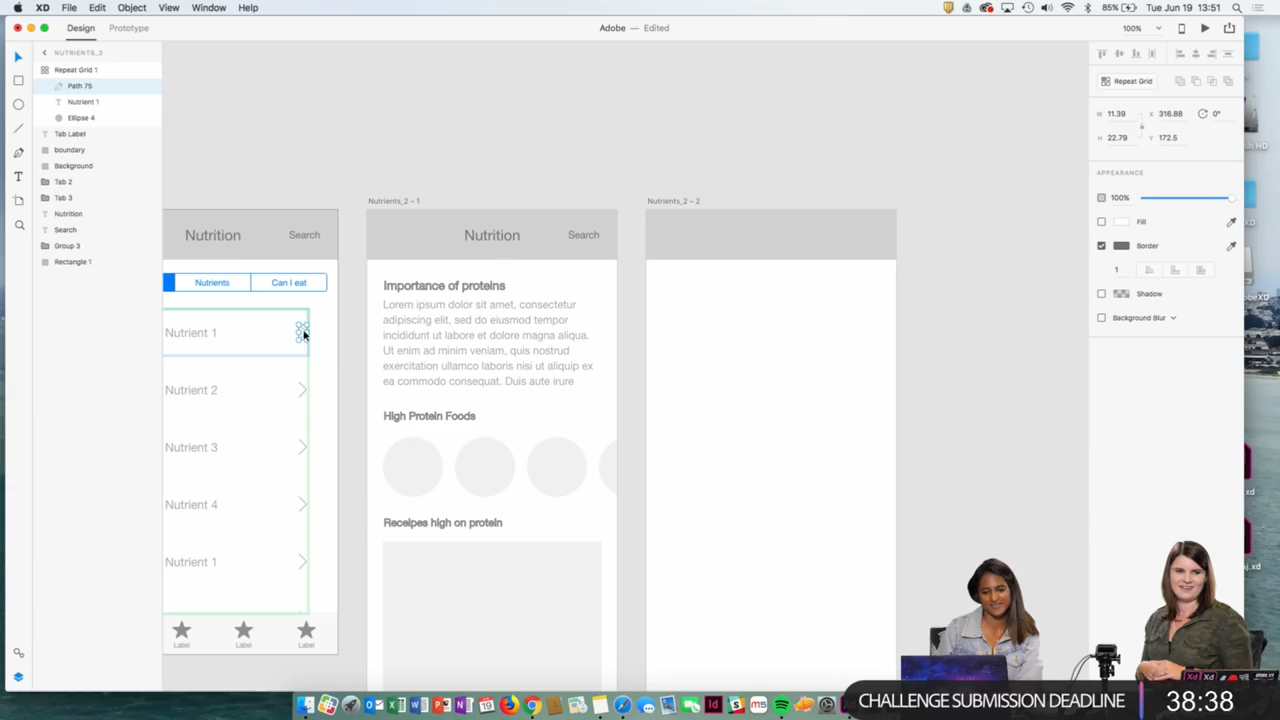 XD File Edit Object View Window Help
85% Tue Jun 19 13:51
Design Prototype
Adobe — Edited
100%
NUTRIENTS_2
Repeat Grid 1
Path 75
Nutrient 1
Ellipse 4
Tab Label
boundary
Background
Tab 2
Tab 3
Nutrition
Search
Group 3
Rectangle 1
Nutrition Search
Nutrients Can I eat
Nutrient 1
Nutrient 2
Nutrient 3
Nutrient 4
Nutrient 1
Label Label Label
Nutrients_2 – 1
Nutrition Search
Importance of proteins
Lorem ipsum dolor sit amet, consectetur
adipiscing elit, sed do eiusmod tempor
incididunt ut labore et dolore magna aliqua.
Ut enim ad minim veniam, quis nostrud
exercitation ullamco laboris nisi ut aliquip ex
ea commodo consequat. Duis aute irure
High Protein Foods
Receipes high on protein
Nutrients_2 – 2
Repeat Grid
W 11.39 X 316.88 0°
H 22.79 Y 172.5
APPEARANCE
100%
Fill
Border
1
Shadow
Background Blur
CHALLENGE SUBMISSION DEADLINE 38:38